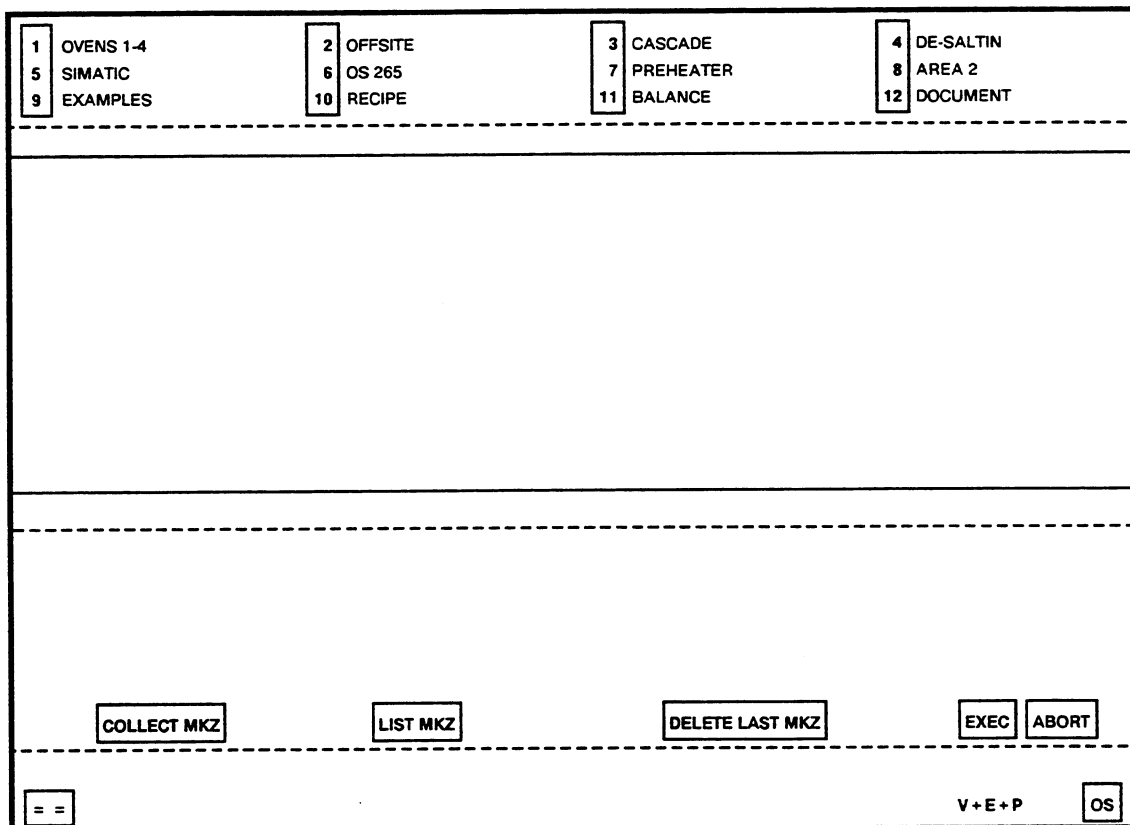 1 OVENS 1-4 2 OFFSITE 3 CASCADE 4 DE-SALTIN
5 SIMATIC 6 OS 265 7 PREHEATER 8 AREA 2
9 EXAMPLES 10 RECIPE 11 BALANCE 12 DOCUMENT
COLLECT MKZ LIST MKZ DELETE LAST MKZ EXEC ABORT
= = V+E+P OS